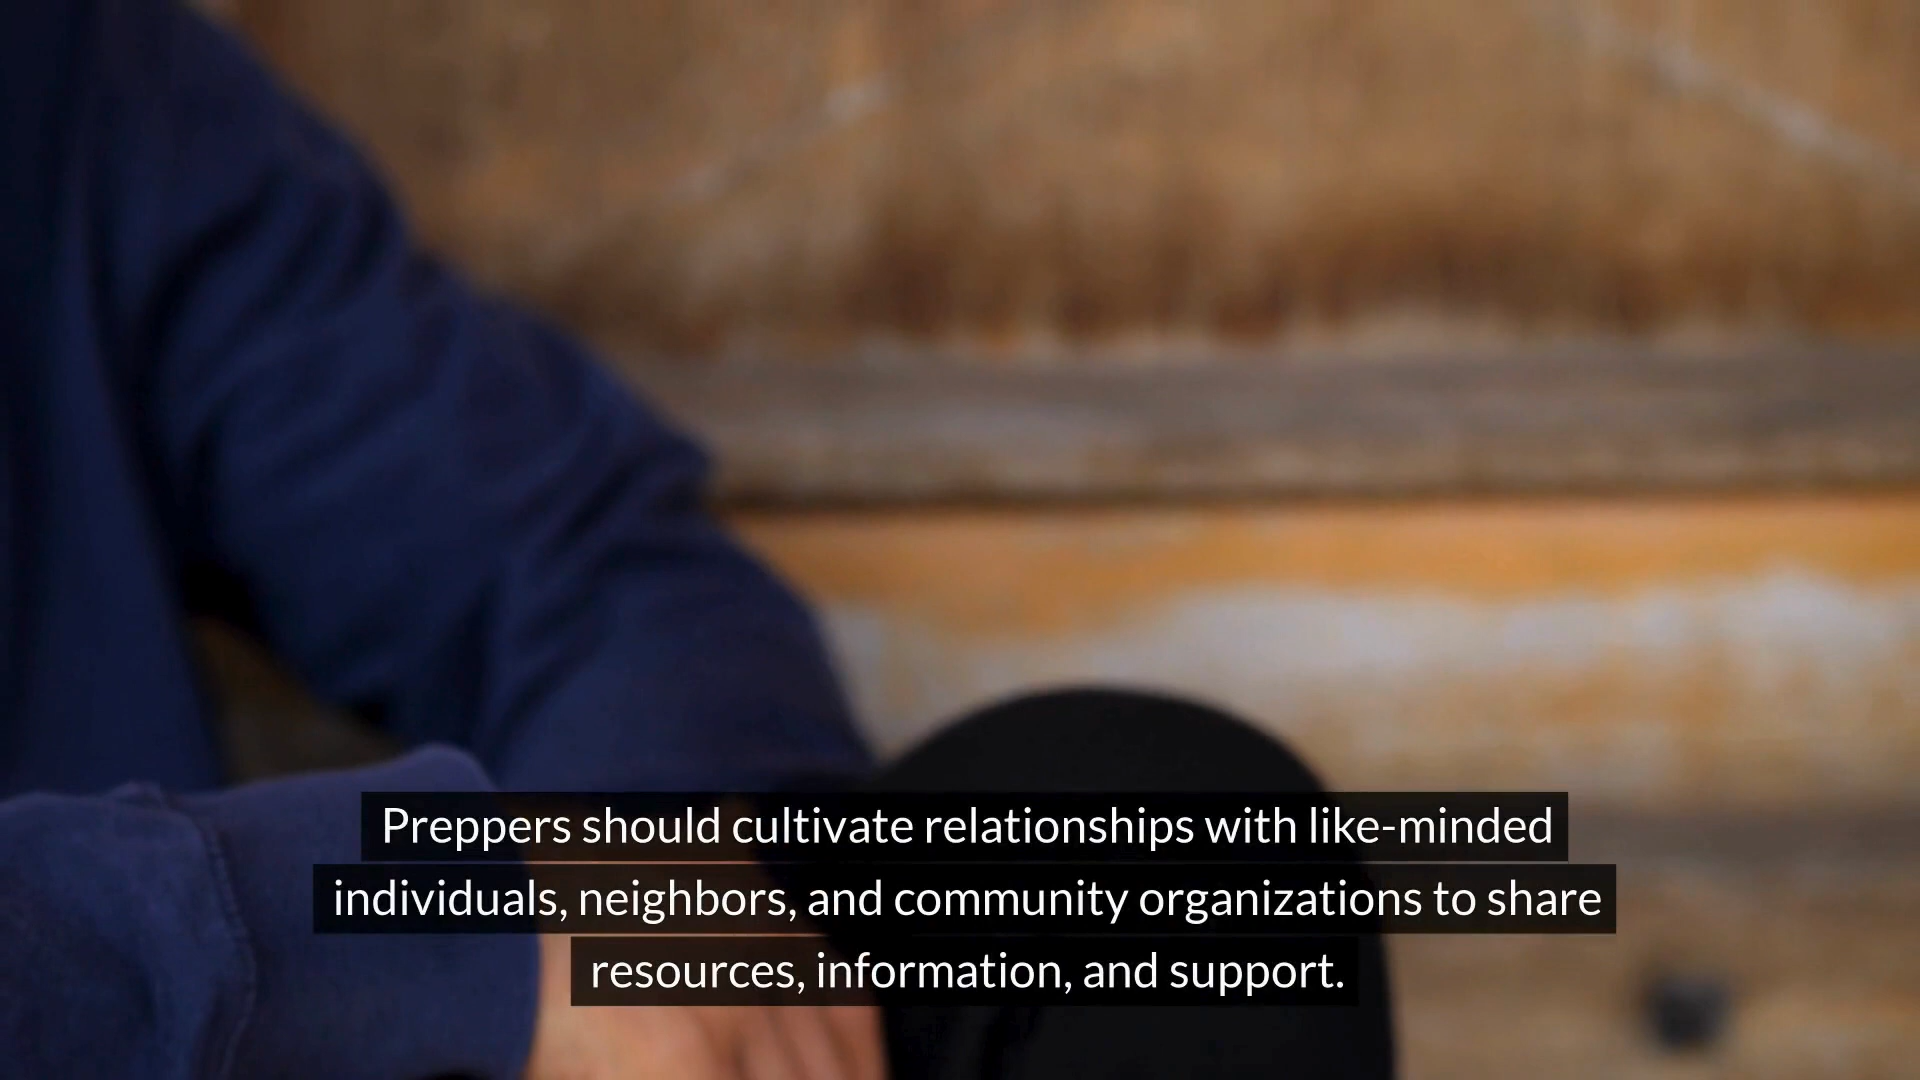 Preppers should cultivate relationships with like-minded
individuals, neighbors, and community organizations to share
resources, information, and support.